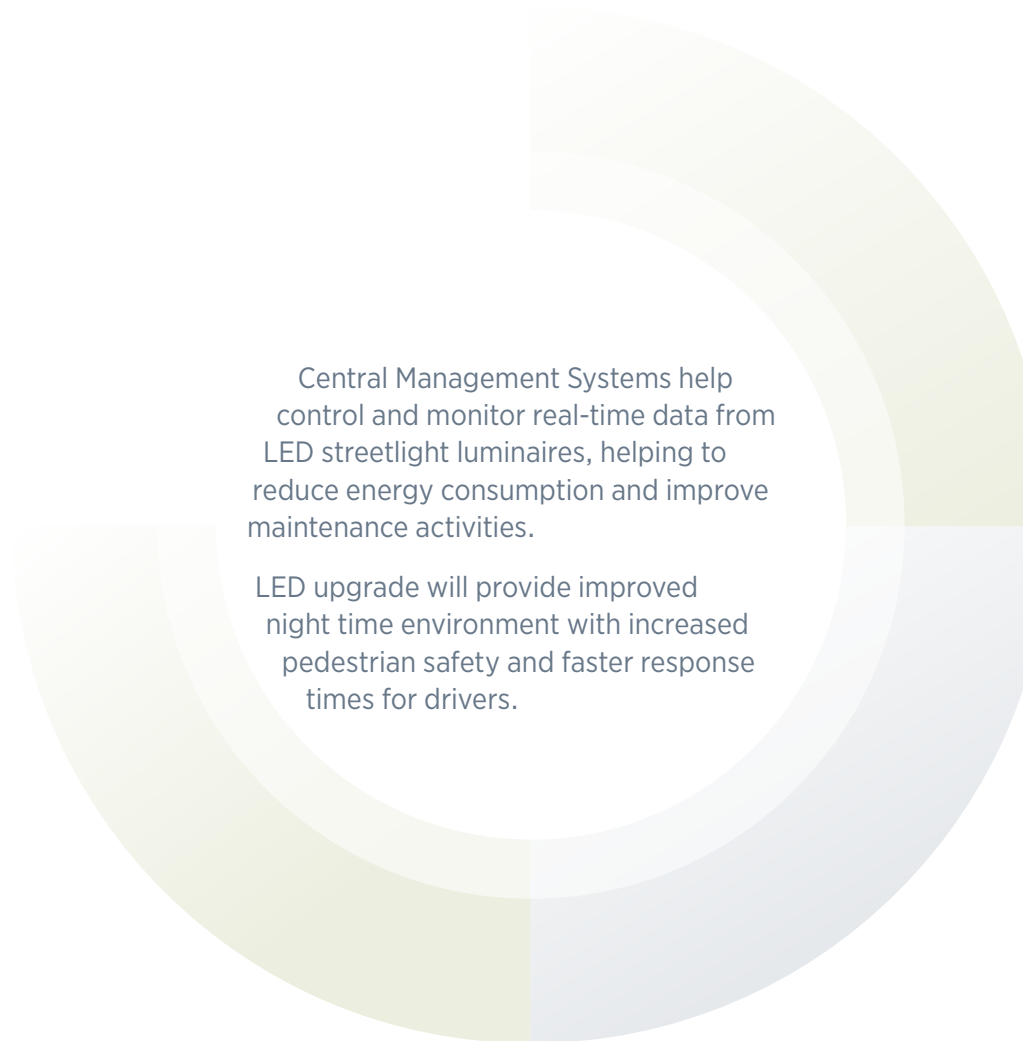 Central Management Systems help
control and monitor real-time data from
LED streetlight luminaires, helping to
reduce energy consumption and improve
maintenance activities.
LED upgrade will provide improved
night time environment with increased
pedestrian safety and faster response
times for drivers.